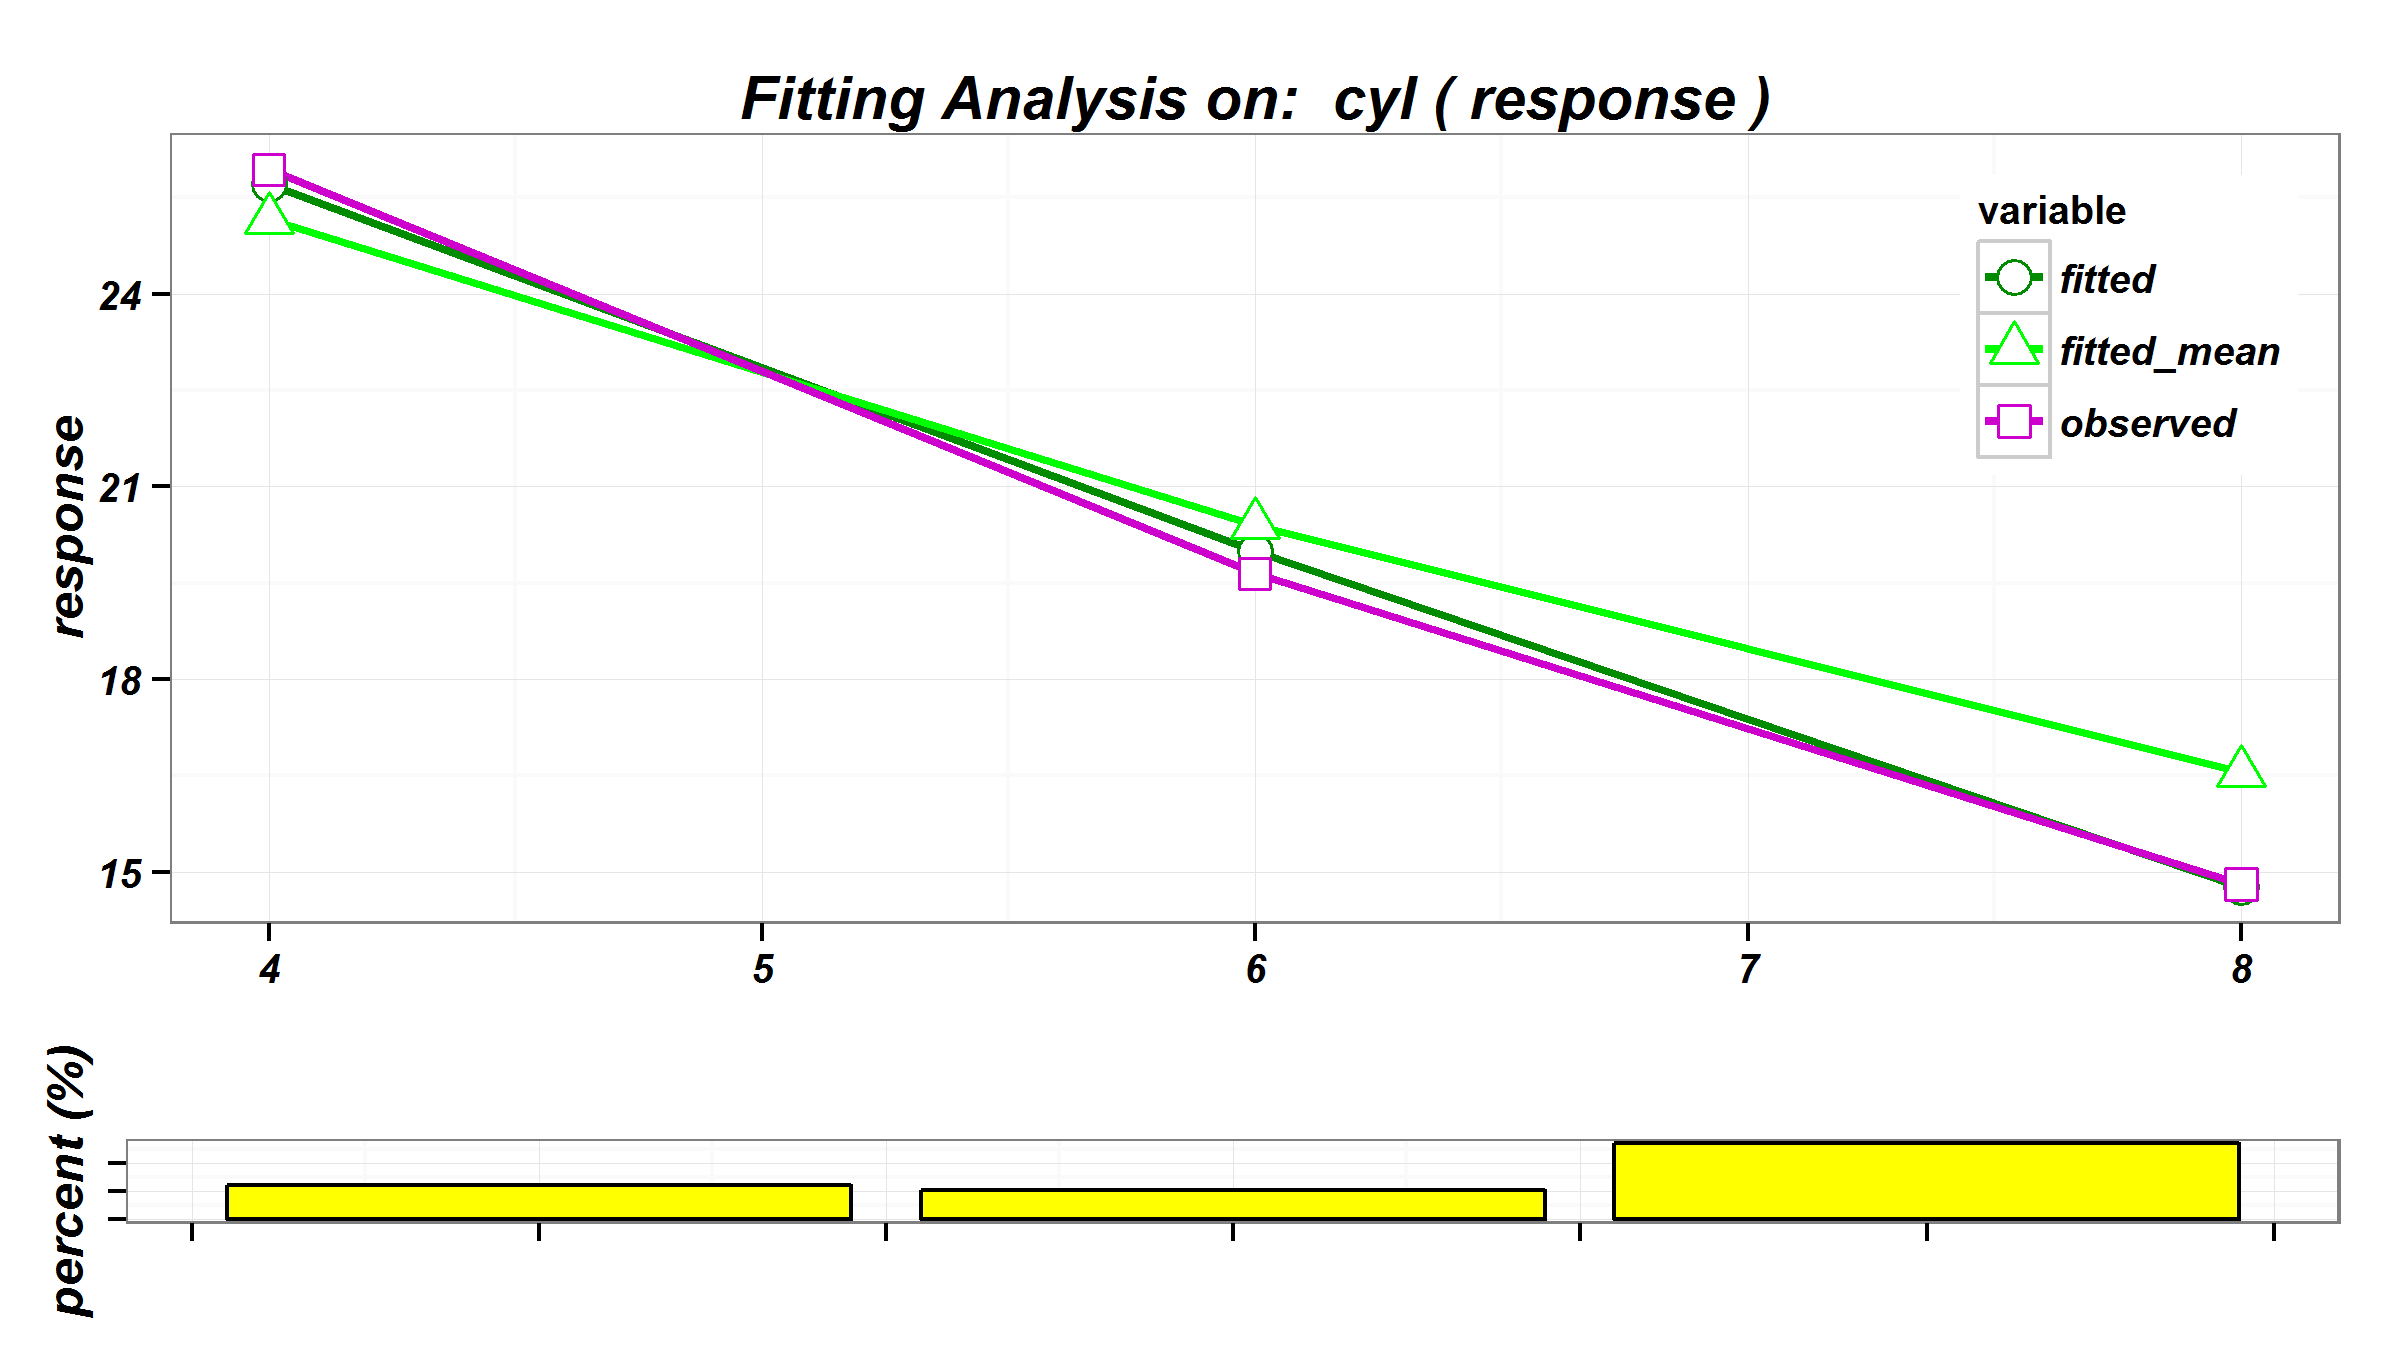 Fitting Analysis on: cyl ( response )
response
24
21
18
15
variable
fitted
fitted_mean
observed
4 5 6 7 8
percent (%)